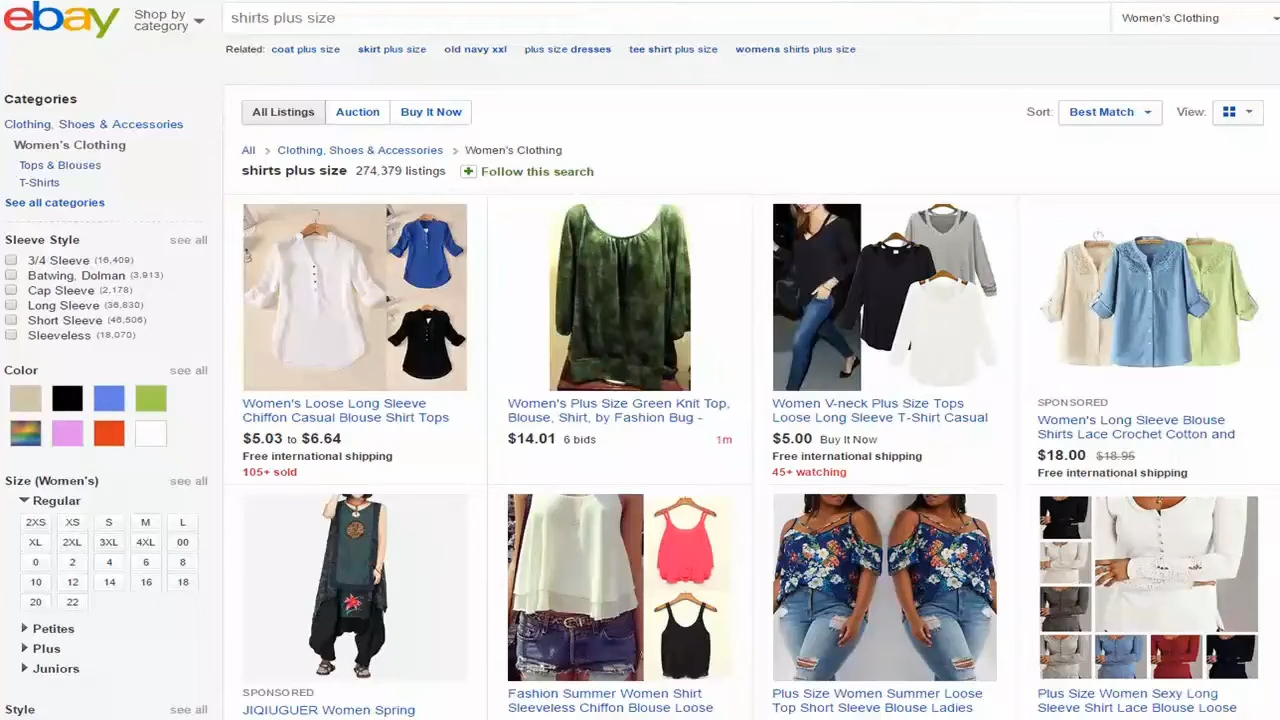 ebay
Shop by
category
shirts plus size
Women's Clothing
Related: coat plus size skirt plus size old navy xxl plus size dresses tee shirt plus size womens shirts plus size
Categories
Clothing, Shoes & Accessories
Women's Clothing
Tops & Blouses
T-Shirts
See all categories
Sleeve Style see all
3/4 Sleeve (16,409)
Batwing, Dolman (3,913)
Cap Sleeve (2,178)
Long Sleeve (36,830)
Short Sleeve (46,506)
Sleeveless (18,070)
Color see all
Size (Women's) see all
Regular
2XS XS S M L
XL 2XL 3XL 4XL 00
0 2 4 6 8
10 12 14 16 18
20 22
Petites
Plus
Juniors
Style see all
All Listings Auction Buy It Now
Sort: Best Match View:
All > Clothing, Shoes & Accessories > Women's Clothing
shirts plus size 274,379 listings Follow this search
Women's Loose Long Sleeve
Chiffon Casual Blouse Shirt Tops
$5.03 to $6.64
Free international shipping
105+ sold
Women's Plus Size Green Knit Top,
Blouse, Shirt, by Fashion Bug -
$14.01 6 bids 1m
Women V-neck Plus Size Tops
Loose Long Sleeve T-Shirt Casual
$5.00 Buy It Now
Free international shipping
45+ watching
SPONSORED
Women's Long Sleeve Blouse
Shirts Lace Crochet Cotton and
$18.00 $18.95
Free international shipping
SPONSORED
JIQIUGUER Women Spring
Fashion Summer Women Shirt
Sleeveless Chiffon Blouse Loose
Plus Size Women Summer Loose
Top Short Sleeve Blouse Ladies
Plus Size Women Sexy Long
Sleeve Shirt Lace Blouse Loose